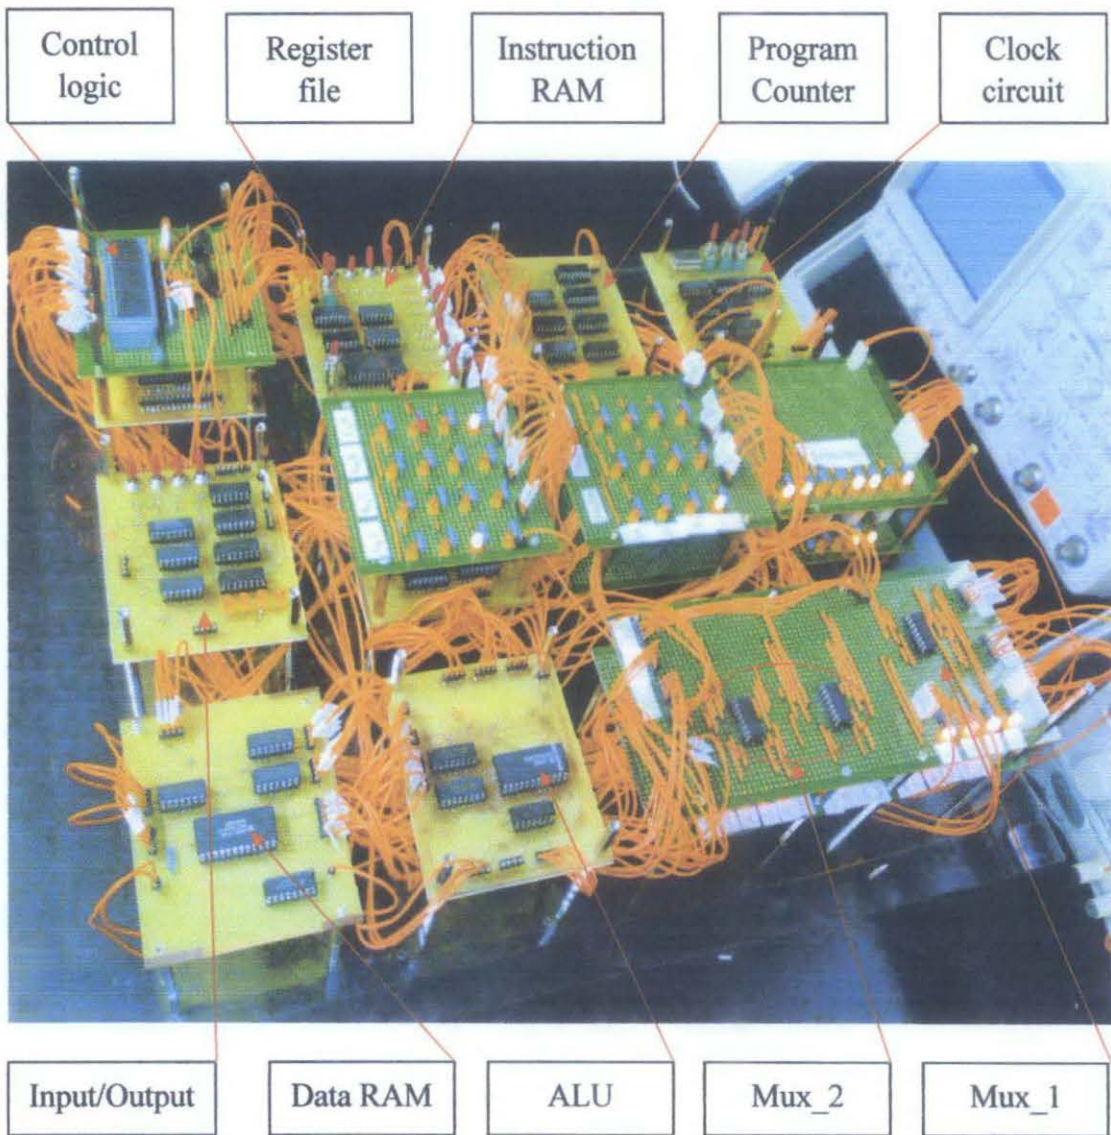 Control
logic
Register
file
Instruction
RAM
Program
Counter
Clock
circuit
Input/Output
Data RAM
ALU
Mux_2
Mux_1